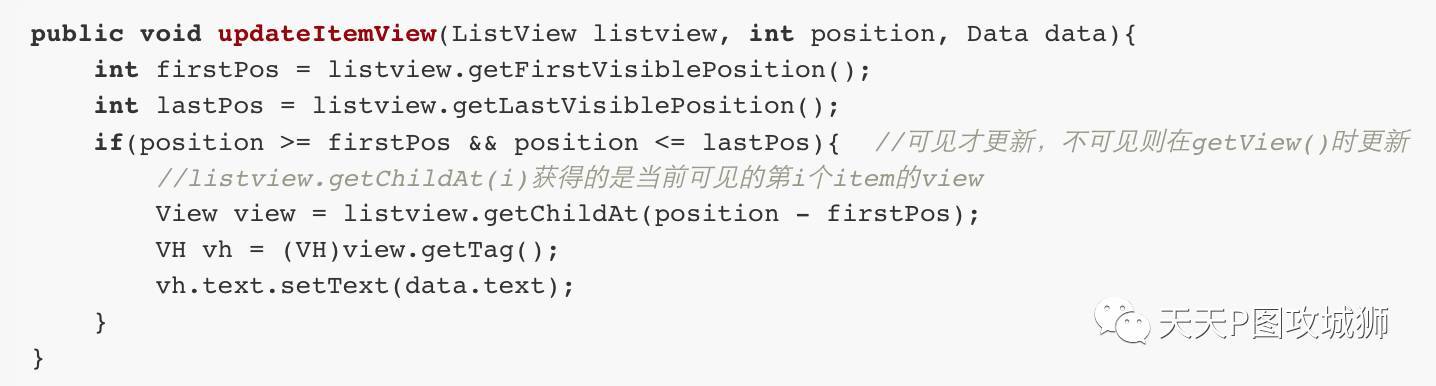 public void updateItemView(ListView listview, int position, Data data){
    int firstPos = listview.getFirstVisiblePosition();
    int lastPos = listview.getLastVisiblePosition();
    if(position >= firstPos && position <= lastPos){  //可见才更新，不可见则在getView()时更新
        //listview.getChildAt(i)获得的是当前可见的第i个item的view
        View view = listview.getChildAt(position - firstPos);
        VH vh = (VH)view.getTag();
        vh.text.setText(data.text);
    }
}
天天P图攻城狮